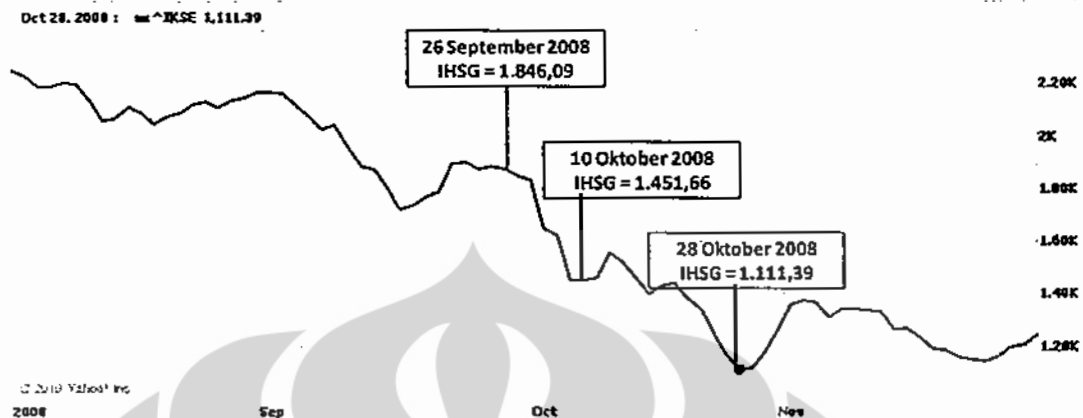 Oct 28, 2008 : ^JKSE 1,111.39
26 September 2008
IHSG = 1.846,09
2.20K
2K
10 Oktober 2008
IHSG = 1.451,66
1.80K
1.60K
28 Oktober 2008
IHSG = 1.111,39
1.40K
1.20K
© 2010 Yahoo! Inc
2008 Sep Oct Nov